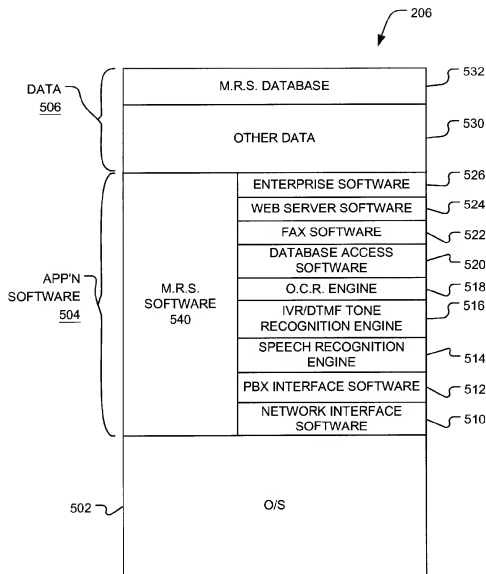 206
DATA
506
M.R.S. DATABASE
532
OTHER DATA
530
APP'N
SOFTWARE
504
M.R.S.
SOFTWARE
540
ENTERPRISE SOFTWARE
526
WEB SERVER SOFTWARE
524
FAX SOFTWARE
522
DATABASE ACCESS
SOFTWARE
520
O.C.R. ENGINE
518
IVR/DTMF TONE
RECOGNITION ENGINE
516
SPEECH RECOGNITION
ENGINE
514
PBX INTERFACE SOFTWARE
512
NETWORK INTERFACE
SOFTWARE
510
502
O/S